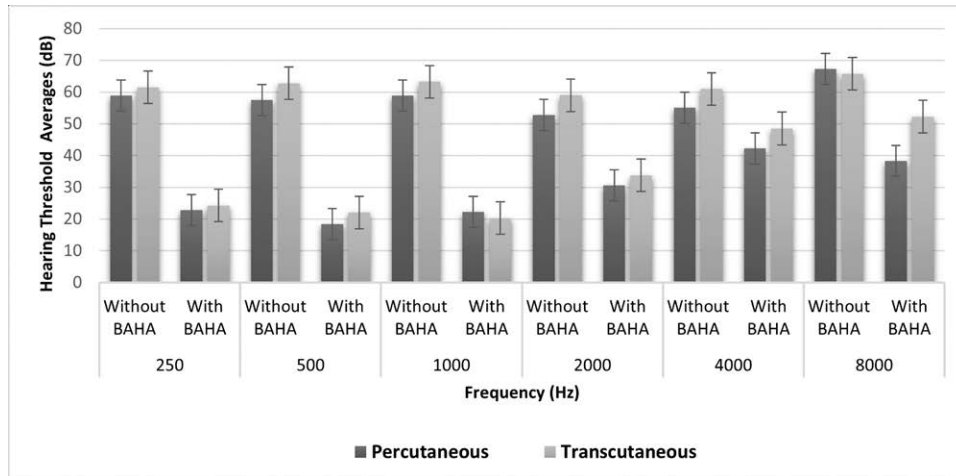 Hearing Threshold Averages (dB)
80
70
60
50
40
30
20
10
0
Without BAHA
With BAHA
Without BAHA
With BAHA
Without BAHA
With BAHA
Without BAHA
With BAHA
Without BAHA
With BAHA
Without BAHA
With BAHA
250 500 1000 2000 4000 8000
Frequency (Hz)
Percutaneous Transcutaneous